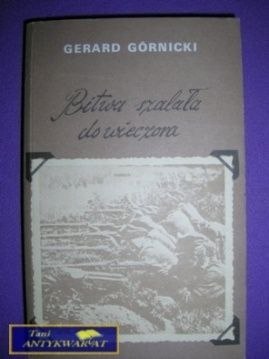 GERARD GÓRNICKI
Bitwa szalała
do wieczora
Tani
ANTYKWARIAT